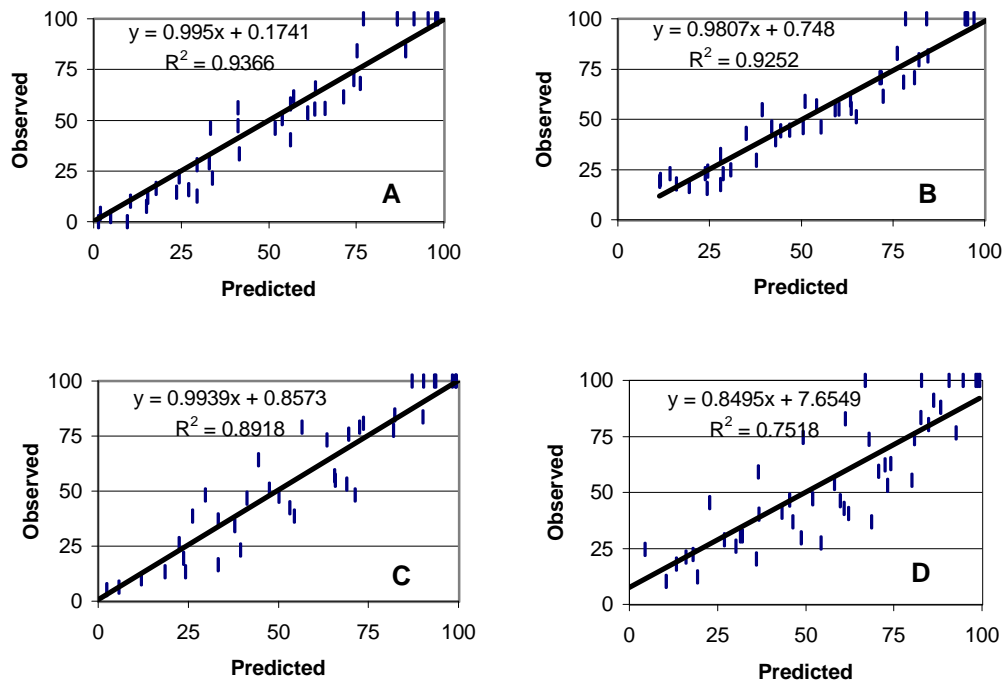 100
75
50
25
0
Observed
y = 0.995x + 0.1741
R² = 0.9366
A
0 25 50 75 100
Predicted
100
75
50
25
0
Observed
y = 0.9807x + 0.748
R² = 0.9252
B
0 25 50 75 100
Predicted
100
75
50
25
0
Observed
y = 0.9939x + 0.8573
R² = 0.8918
C
0 25 50 75 100
Predicted
100
75
50
25
0
Observed
y = 0.8495x + 7.6549
R² = 0.7518
D
0 25 50 75 100
Predicted